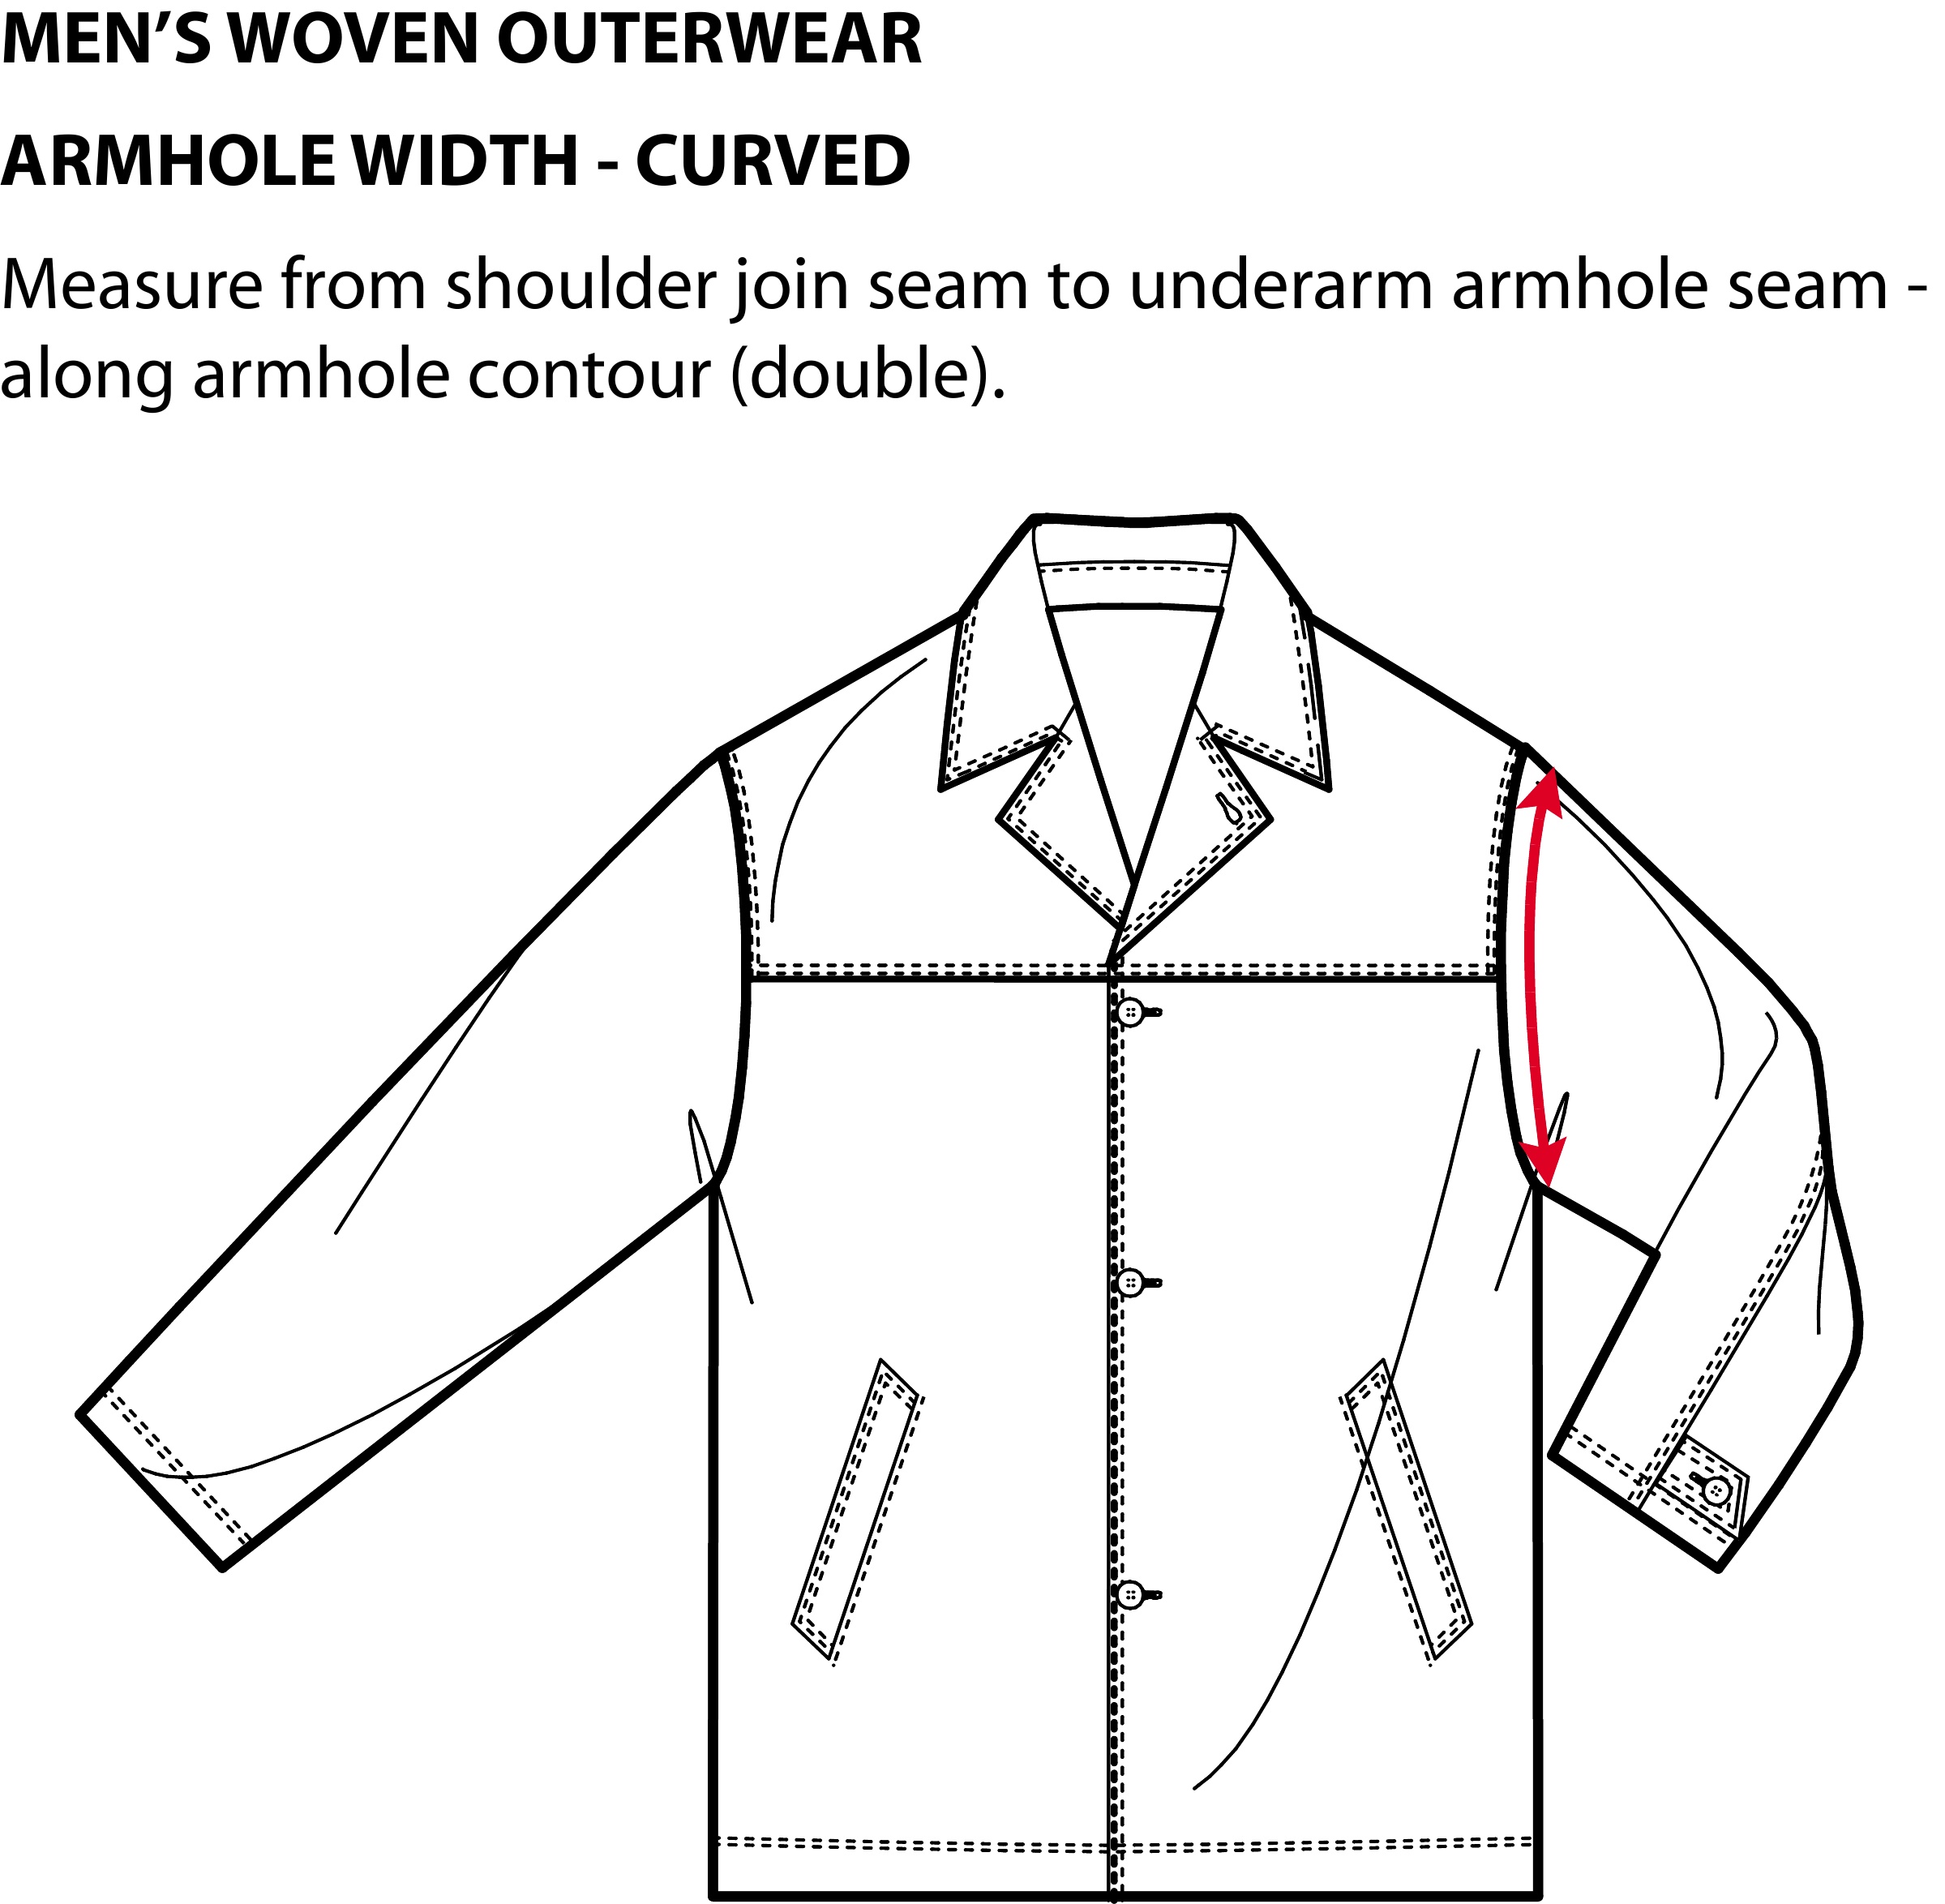 MEN’S WOVEN OUTERWEAR
ARMHOLE WIDTH - CURVED
Measure from shoulder join seam to underarm armhole seam -
along armhole contour (double).